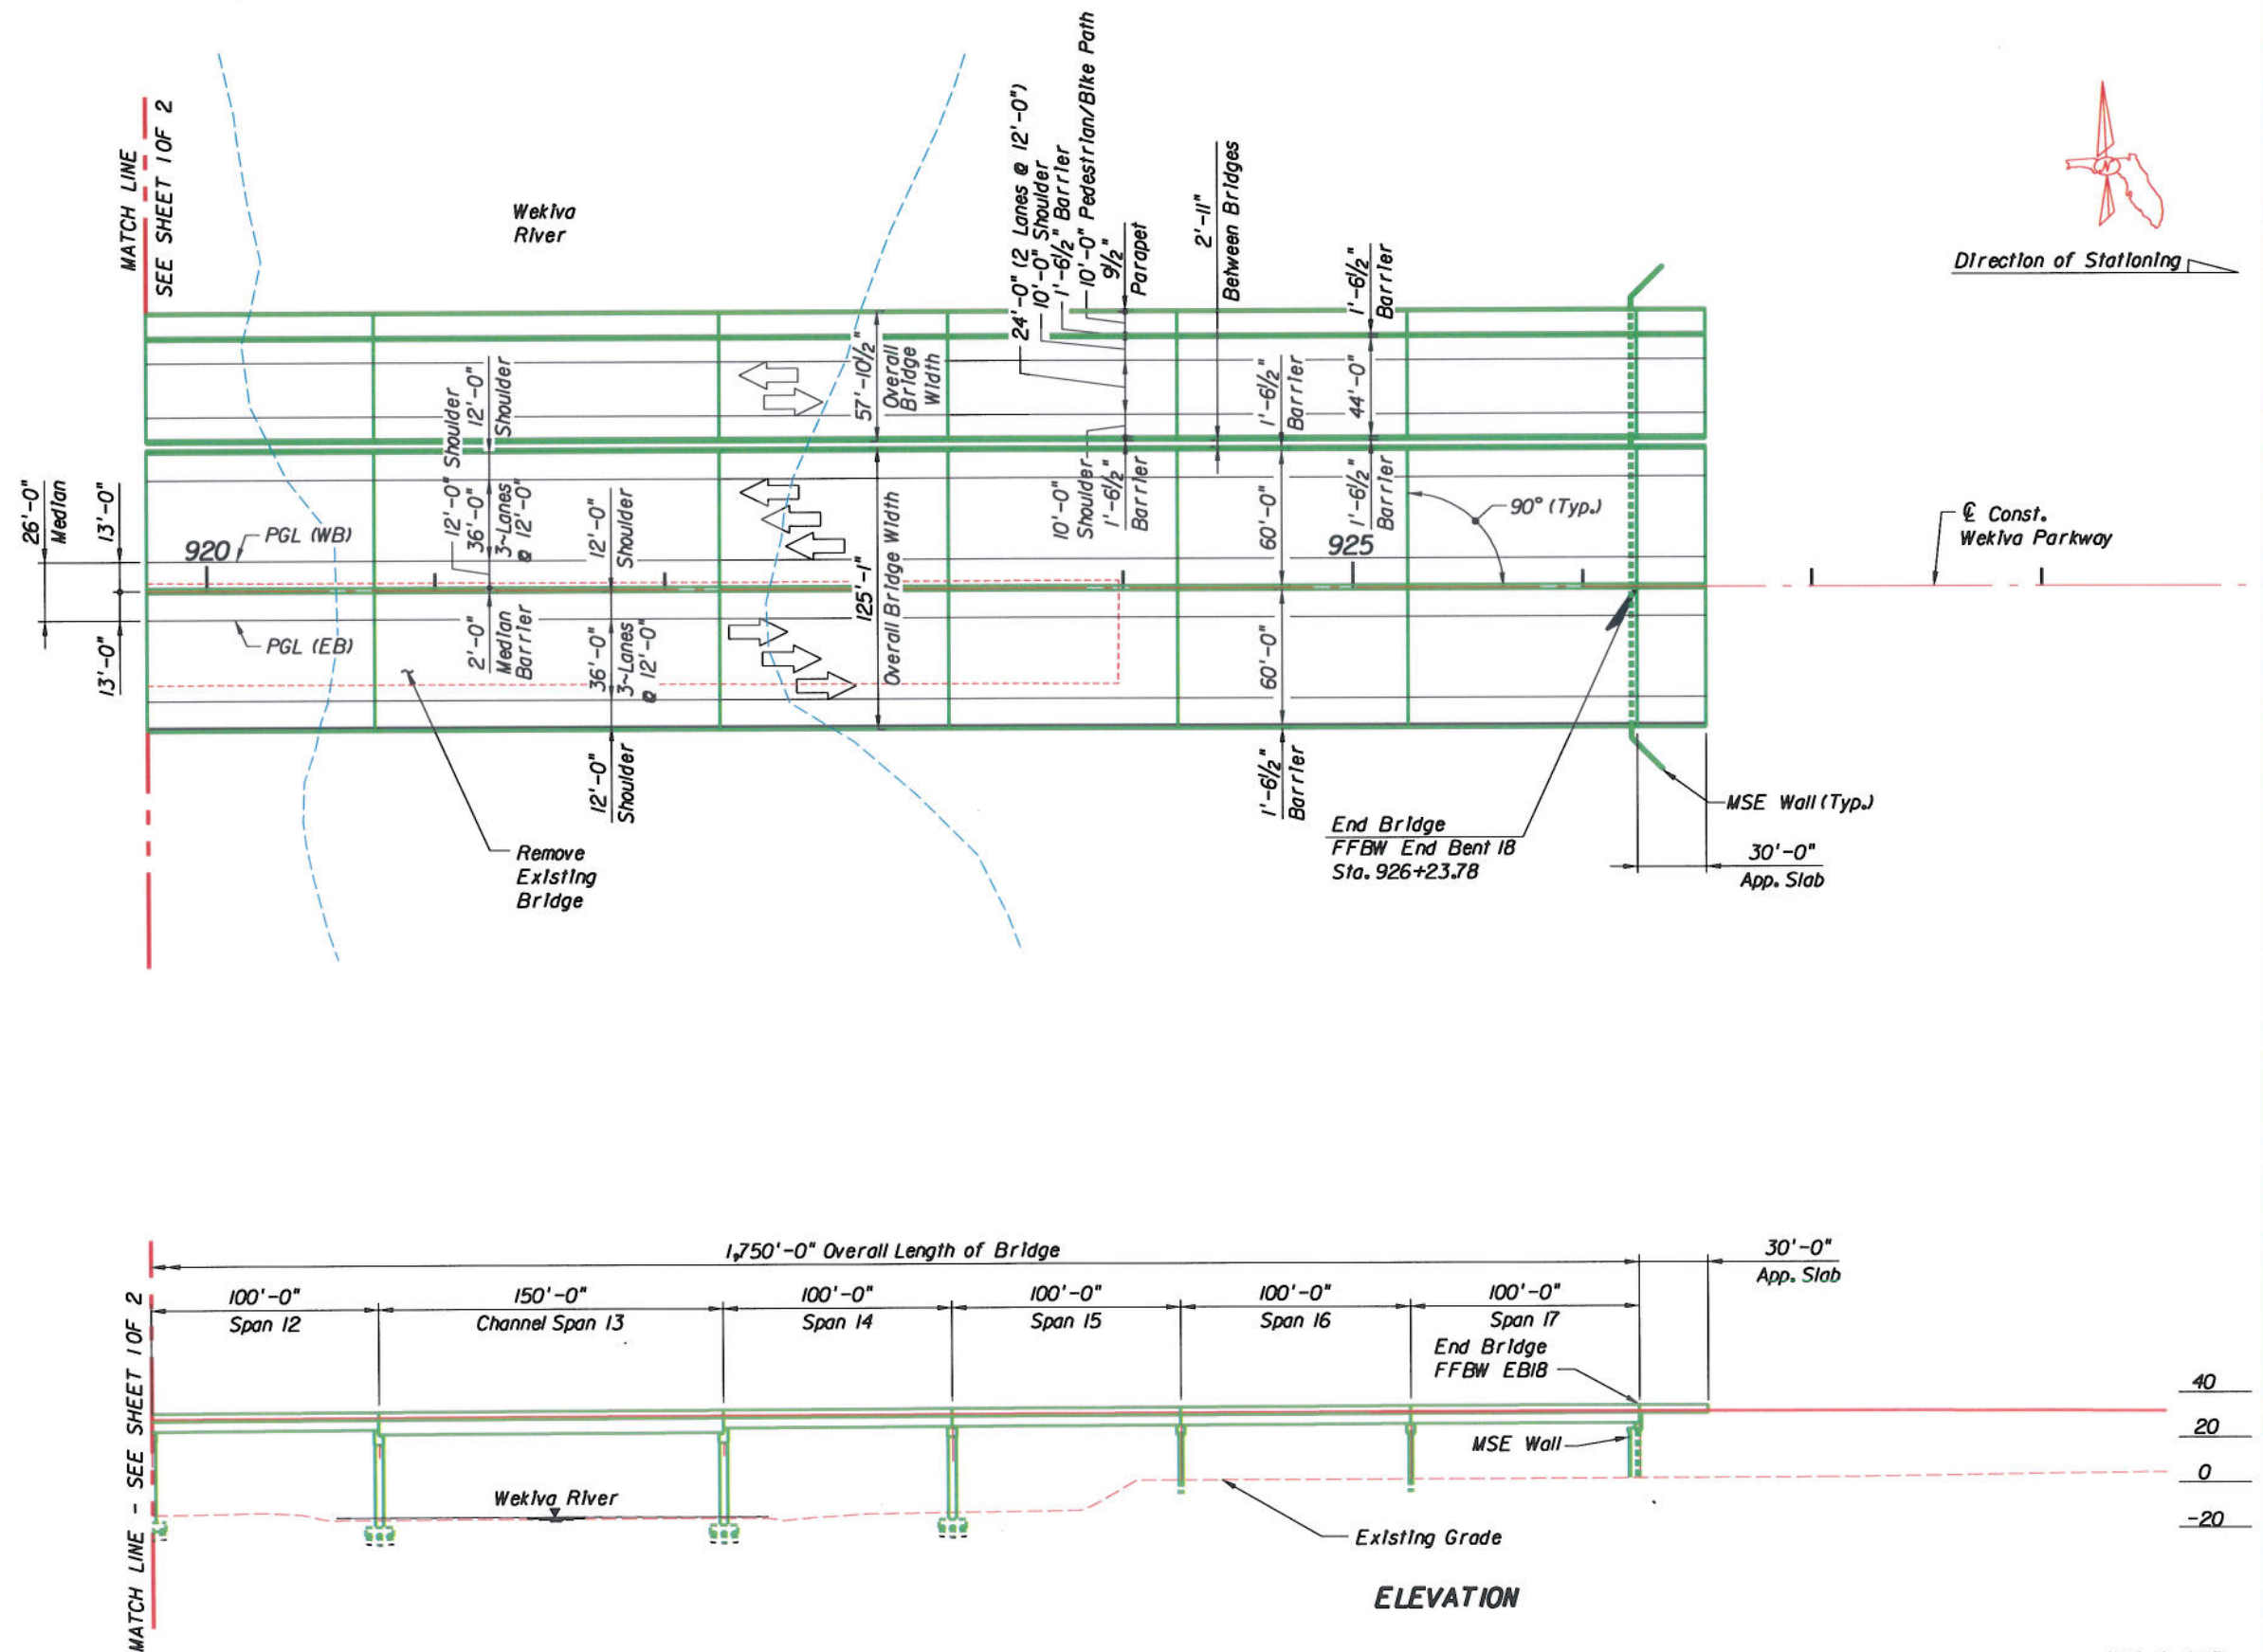 MATCH LINE
SEE SHEET 1 OF 2
Wekiva
River
24'-0" (2 Lanes @ 12'-0")
10'-0" Shoulder
1'-6½" Barrier
10'-0" Pedestrian/Bike Path
9½"
Parapet
2'-11"
Between Bridges
1'-6½"
Barrier
N
Direction of Stationing
12'-0" Shoulder
12'-0"
Shoulder
57'-10½"
Overall
Bridge
Width
1'-6½"
Barrier
44'-0"
26'-0"
Median
13'-0"
13'-0"
920
PGL (WB)
PGL (EB)
36'-0"
3~Lanes
@ 12'-0"
12'-0"
Shoulder
2'-0"
Median
Barrier
36'-0"
3~Lanes
@ 12'-0"
12'-0"
Shoulder
125'-1"
Overall Bridge Width
10'-0"
Shoulder
1'-6½"
Barrier
60'-0"
60'-0"
1'-6½"
Barrier
1'-6½"
Barrier
925
90° (Typ.)
℄ Const.
Wekiva Parkway
Remove
Existing
Bridge
End Bridge
FFBW End Bent 18
Sta. 926+23.78
MSE Wall (Typ.)
30'-0"
App. Slab
MATCH LINE - SEE SHEET 1 OF 2
1,750'-0" Overall Length of Bridge
30'-0"
App. Slab
100'-0"
Span 12
150'-0"
Channel Span 13
100'-0"
Span 14
100'-0"
Span 15
100'-0"
Span 16
100'-0"
Span 17
End Bridge
FFBW EB18
MSE Wall
40
20
0
-20
Wekiva River
Existing Grade
ELEVATION